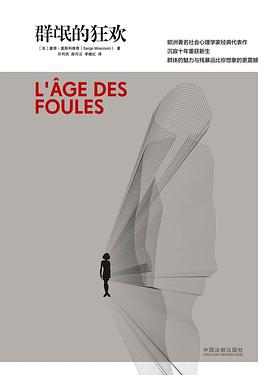 群氓的狂欢
［法］塞奇·莫斯科维奇（Serge Moscovici） 著
许列民 薛丹云 李继红 译
欧洲著名社会心理学家经典代表作
沉寂十年重获新生
群体的魅力与残暴远比你想象的更震撼
L'ÂGE DES
FOULES
中国法制出版社
CHINA LEGAL PUBLISHING HOUSE